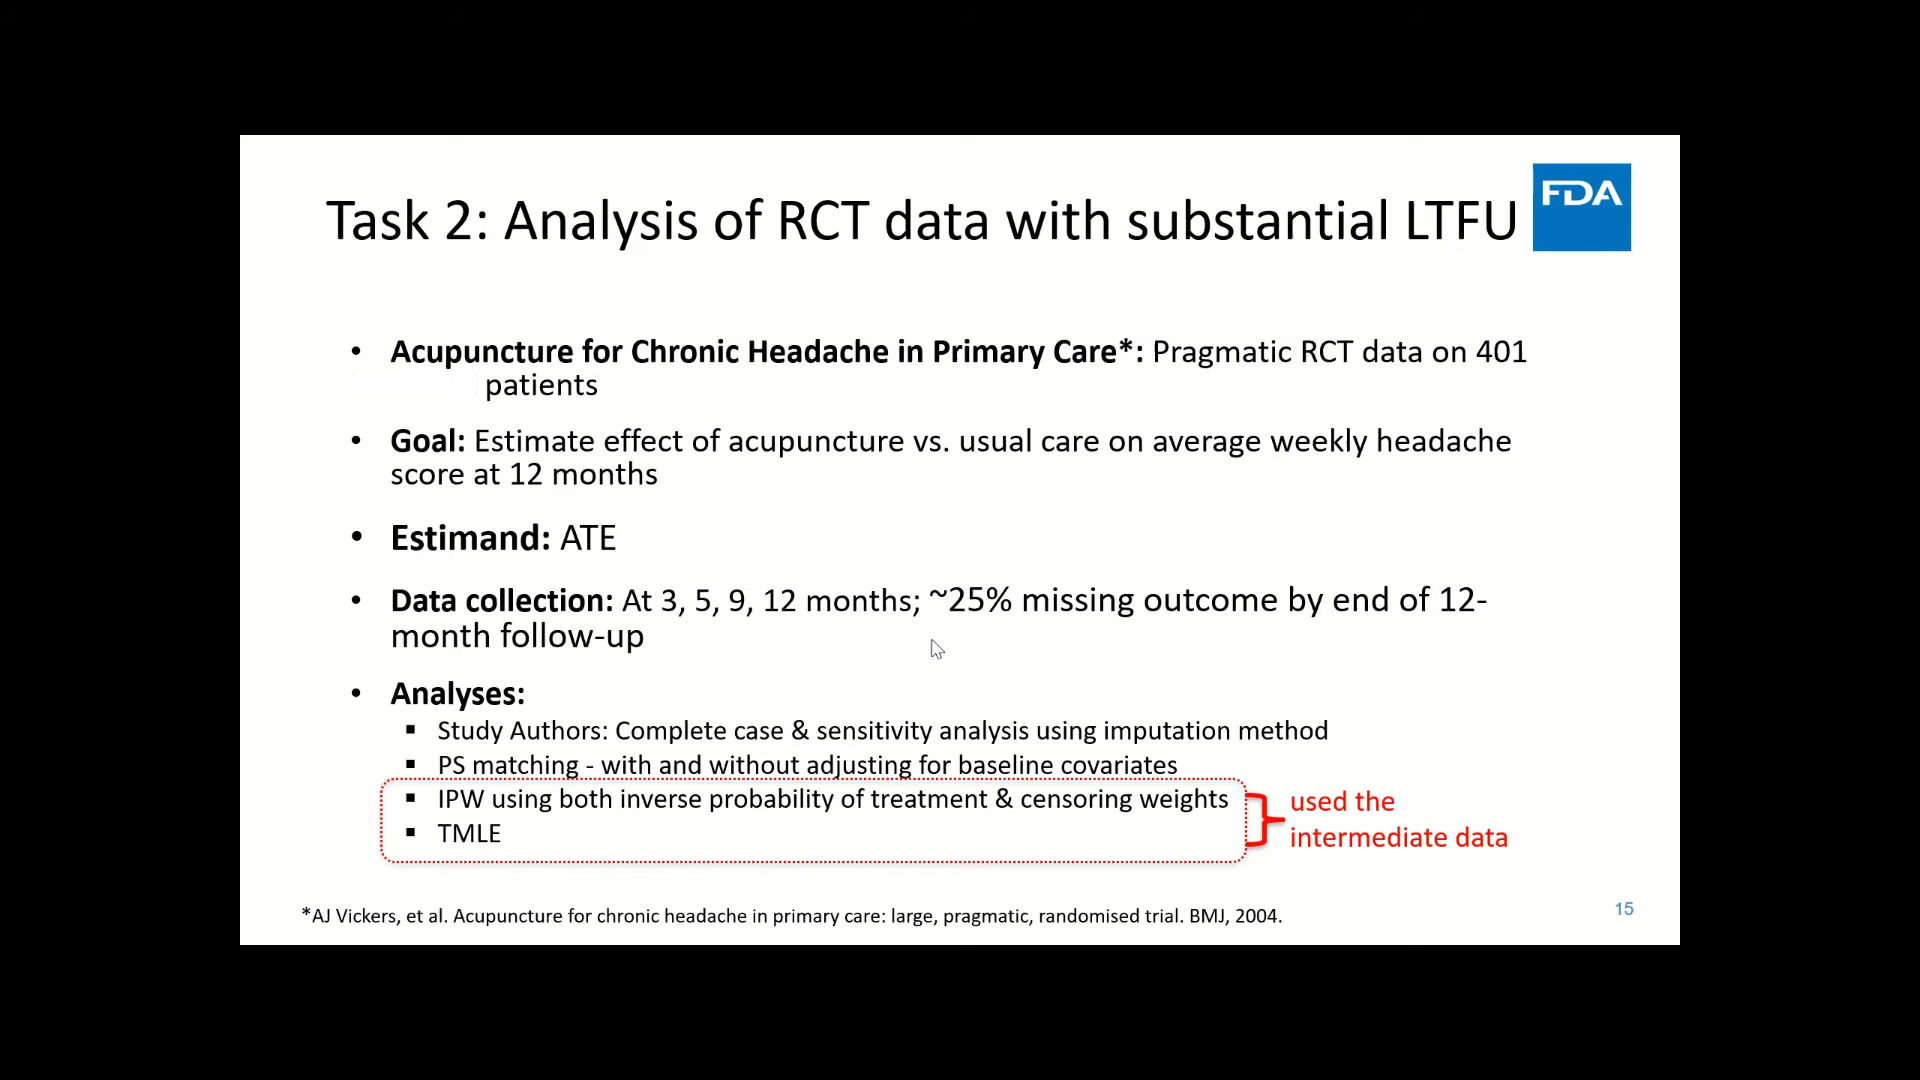 Task 2: Analysis of RCT data with substantial LTFU
FDA
• Acupuncture for Chronic Headache in Primary Care*: Pragmatic RCT data on 401
patients
• Goal: Estimate effect of acupuncture vs. usual care on average weekly headache
score at 12 months
• Estimand: ATE
• Data collection: At 3, 5, 9, 12 months; ~25% missing outcome by end of 12-
month follow-up
• Analyses:
▪ Study Authors: Complete case & sensitivity analysis using imputation method
▪ PS matching - with and without adjusting for baseline covariates
▪ IPW using both inverse probability of treatment & censoring weights
▪ TMLE
used the
intermediate data
*AJ Vickers, et al. Acupuncture for chronic headache in primary care: large, pragmatic, randomised trial. BMJ, 2004.
15